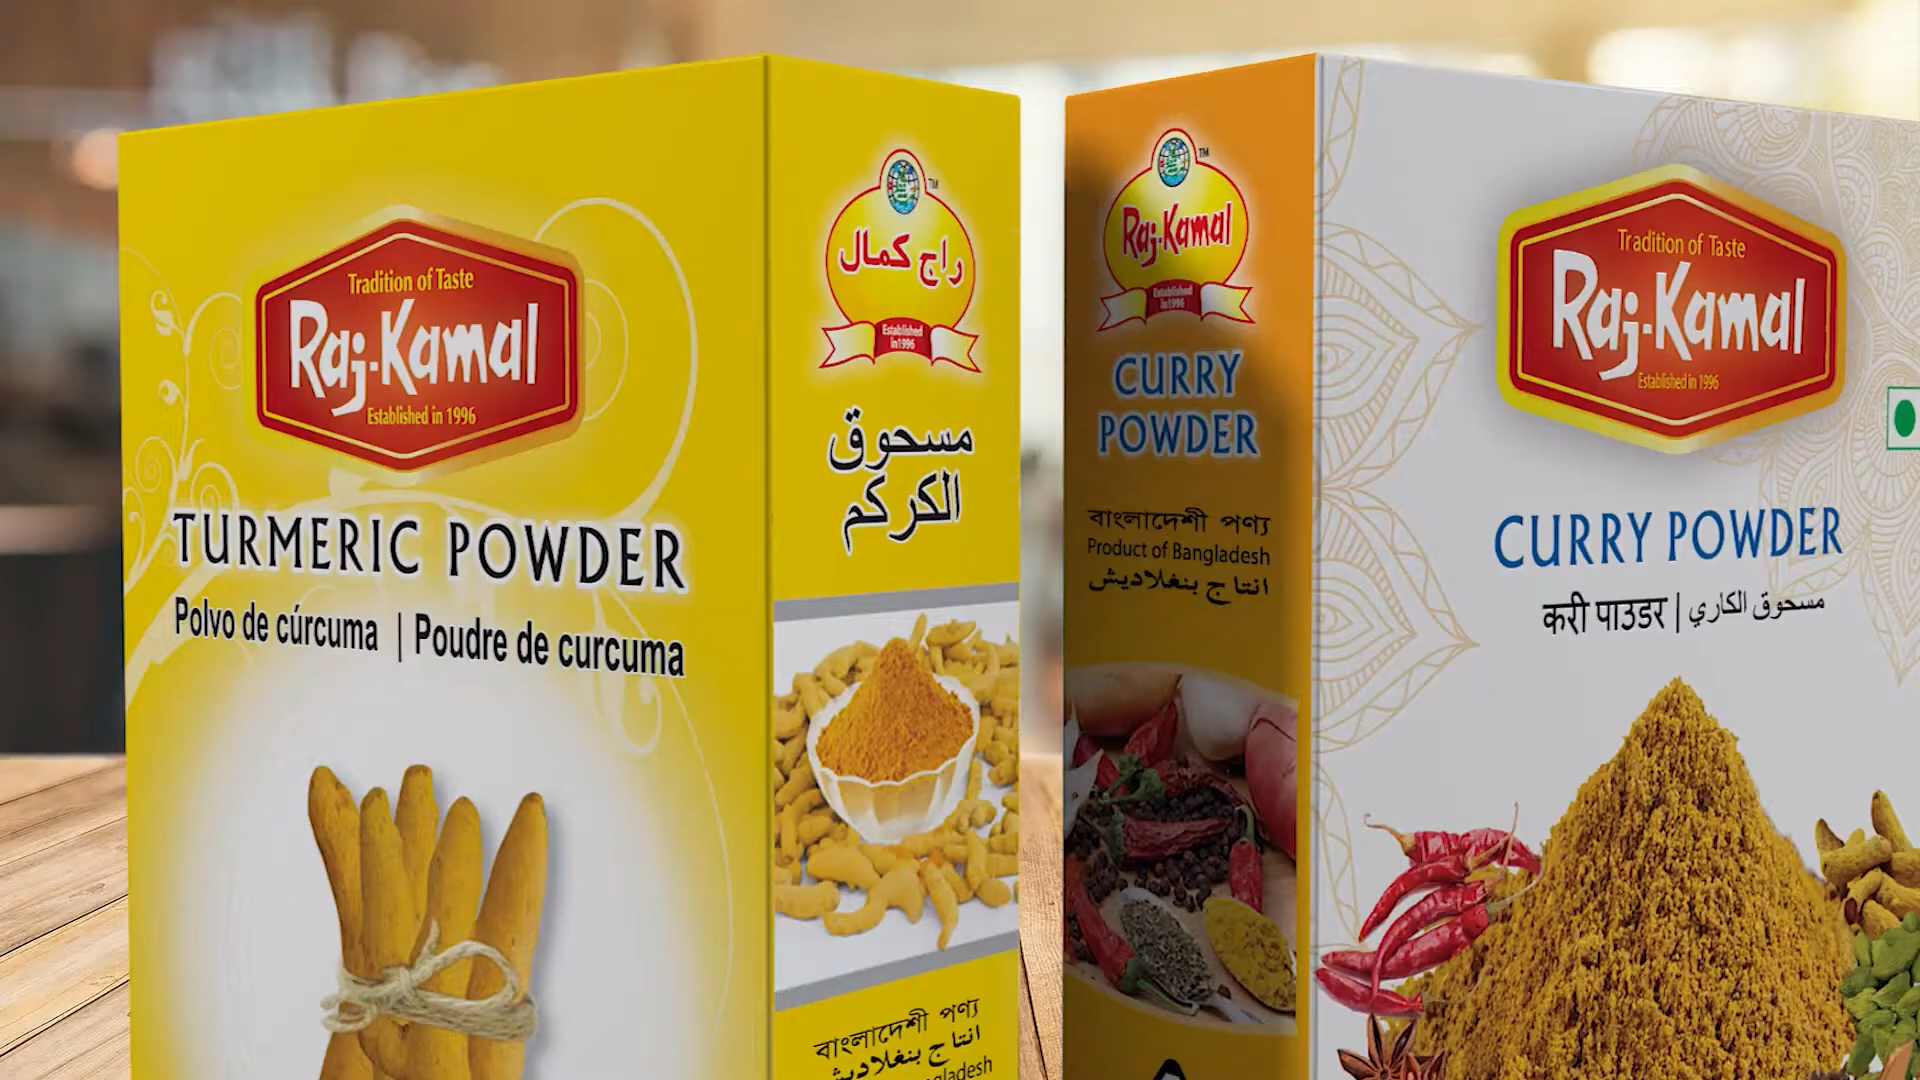 Tradition of Taste
Raj-Kamal
Established in 1996
TURMERIC POWDER
Polvo de cúrcuma | Poudre de curcuma
TM
راج كمال
Established
in1996
مسحوق
الكركم
বাংলাদেশী পণ্য
انتاج بنغلاديش
TM
Raj-Kamal
Established
in1996
CURRY
POWDER
বাংলাদেশী পণ্য
Product of Bangladesh
انتاج بنغلاديش
Tradition of Taste
Raj-Kamal
Established in 1996
CURRY POWDER
करी पाउडर | مسحوق الكاري